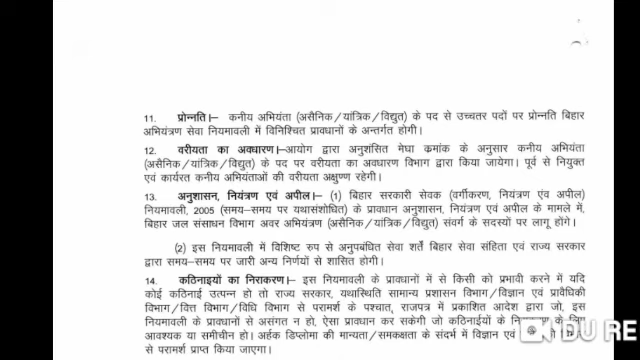 11. प्रोन्नति।– कनीय अभियंता (असैनिक/यांत्रिक/विद्युत) के पद से उच्चतर पदों पर प्रोन्नति बिहार
अभियंत्रण सेवा नियमावली में विनिश्चित प्रावधानों के अन्तर्गत होगी।
12. वरीयता का अवधारण।–आयोग द्वारा अनुशंसित मेघा क्रमांक के अनुसार कनीय अभियंता
(असैनिक/यांत्रिक/विद्युत) के पद पर वरीयता का अवधारण विभाग द्वारा किया जायेगा। पूर्व से नियुक्त
एवं कार्यरत कनीय अभियंताओं की वरीयता अक्षुण्ण रहेगी।
13. अनुशासन, नियंत्रण एवं अपील।– (1) बिहार सरकारी सेवक (वर्गीकरण, नियंत्रण एंव अपील)
नियमावली, 2005 (समय-समय पर यथासंशोधित) के प्रावधान अनुशासन, नियंत्रण एवं अपील के मामले में,
बिहार जल संसाधन विभाग अवर अभियंत्रण (असैनिक/यांत्रिक/विद्युत) संवर्ग के सदस्यों पर लागू होंगे।
(2) इस नियमावली में विशिष्ट रुप से अनुपबंधित सेवा शर्तें बिहार सेवा संहिता एवं राज्य सरकार
द्वारा समय-समय पर जारी अन्य निर्णयों से शासित होगी।
14. कठिनाइयों का निराकरण।– इस नियमावली के प्रावधानों में से किसी को प्रभावी करने में यदि
कोई कठिनाई उत्पन्न हो तो राज्य सरकार, यथास्थिति सामान्य प्रशासन विभाग/विज्ञान एवं प्रावैधिकी
विभाग/वित्त विभाग/विधि विभाग से परामर्श के पश्चात्, राजपत्र में प्रकाशित आदेश द्वारा जो, इस
नियमावली के प्रावधानों से असंगत न हो, ऐसा प्रावधान कर सकेगी जो कठिनाईयों के के लिए
आवश्यक या समीचीन हो। अर्हक डिप्लोमा की मान्यता/समकक्षता के संदर्भ में विज्ञान एवं
से परामर्श प्राप्त किया जाएगा।
DU RE